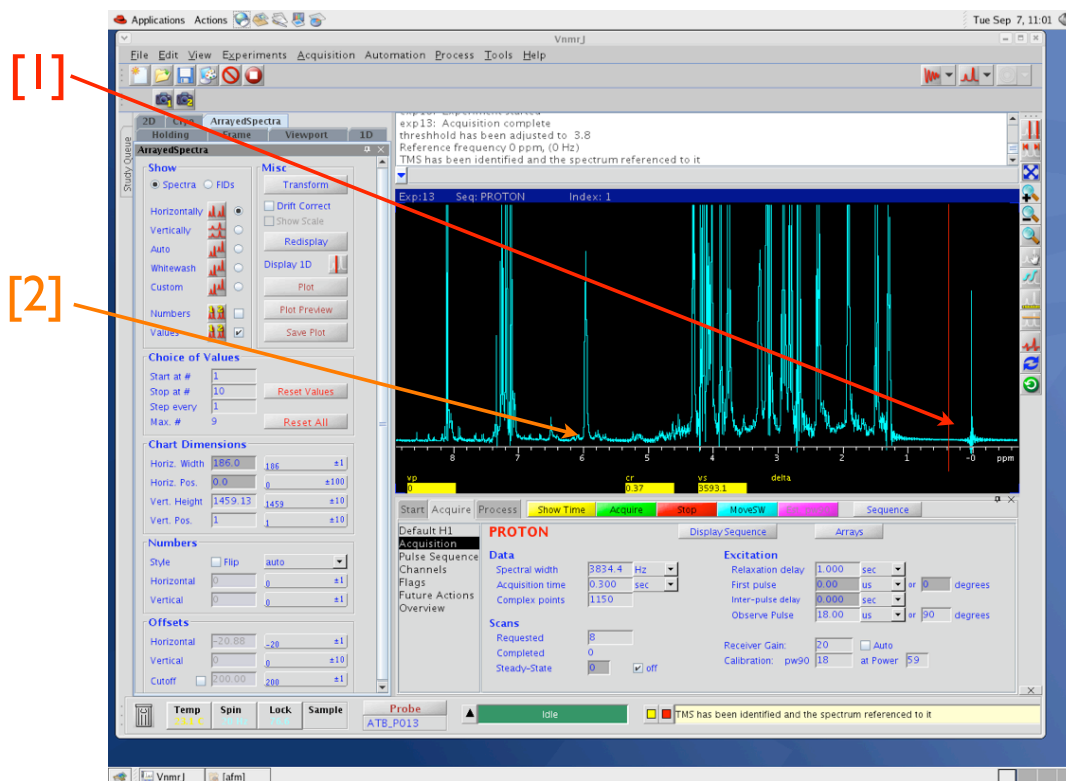 Applications Actions
Tue Sep 7, 11:01
VnmrJ
File Edit View Experiments Acquisition Automation Process Tools Help
[1]
Study Queue
2D Cryo ArrayedSpectra
Holding Frame Viewport 1D
ArrayedSpectra
exp13: Experiment started
exp13: Acquisition complete
threshhold has been adjusted to 3.8
Reference frequency 0 ppm, (0 Hz)
TMS has been identified and the spectrum referenced to it
Show
Spectra FIDs
Horizontally
Vertically
Auto
Whitewash
Custom
Numbers
Values
Misc
Transform
Drift Correct
Show Scale
Redisplay
Display 1D
Plot
Plot Preview
Save Plot
[2]
Exp:13 Seq: PROTON Index: 1
8 7 6 5 4 3 2 1 -0 ppm
vp cr vs delta
0 0.37 3593.1
Choice of Values
Start at # 1
Stop at # 10 Reset Values
Step every 1
Max. # 9 Reset All
Chart Dimensions
Horiz. Width 186.0 186 ±1
Horiz. Pos. 0.0 0 ±100
Vert. Height 1459.13 1459 ±10
Vert. Pos. 1 1 ±10
Numbers
Style Flip auto
Horizontal 0 0 ±1
Vertical 0 0 ±1
Offsets
Horizontal -20.88 -20 ±1
Vertical 0 0 ±10
Cutoff 200.00 200 ±1
Start Acquire Process Show Time Acquire Stop MoveSW Sequence
Default H1
Acquisition
Pulse Sequence
Channels
Flags
Future Actions
Overview
PROTON Display Sequence Arrays
Data
Spectral width 3834.4 Hz
Acquisition time 0.300 sec
Complex points 1150
Scans
Requested 8
Completed 0
Steady-State 0 off
Excitation
Relaxation delay 1.000 sec
First pulse 0.00 us or 0 degrees
Inter-pulse delay 0.000 sec
Observe Pulse 18.00 us or 90 degrees
Receiver Gain: 20 Auto
Calibration: pw90 18 at Power 59
Temp Spin Lock Sample
Probe
ATB_P013
Idle
TMS has been identified and the spectrum referenced to it
VnmrJ [afm]